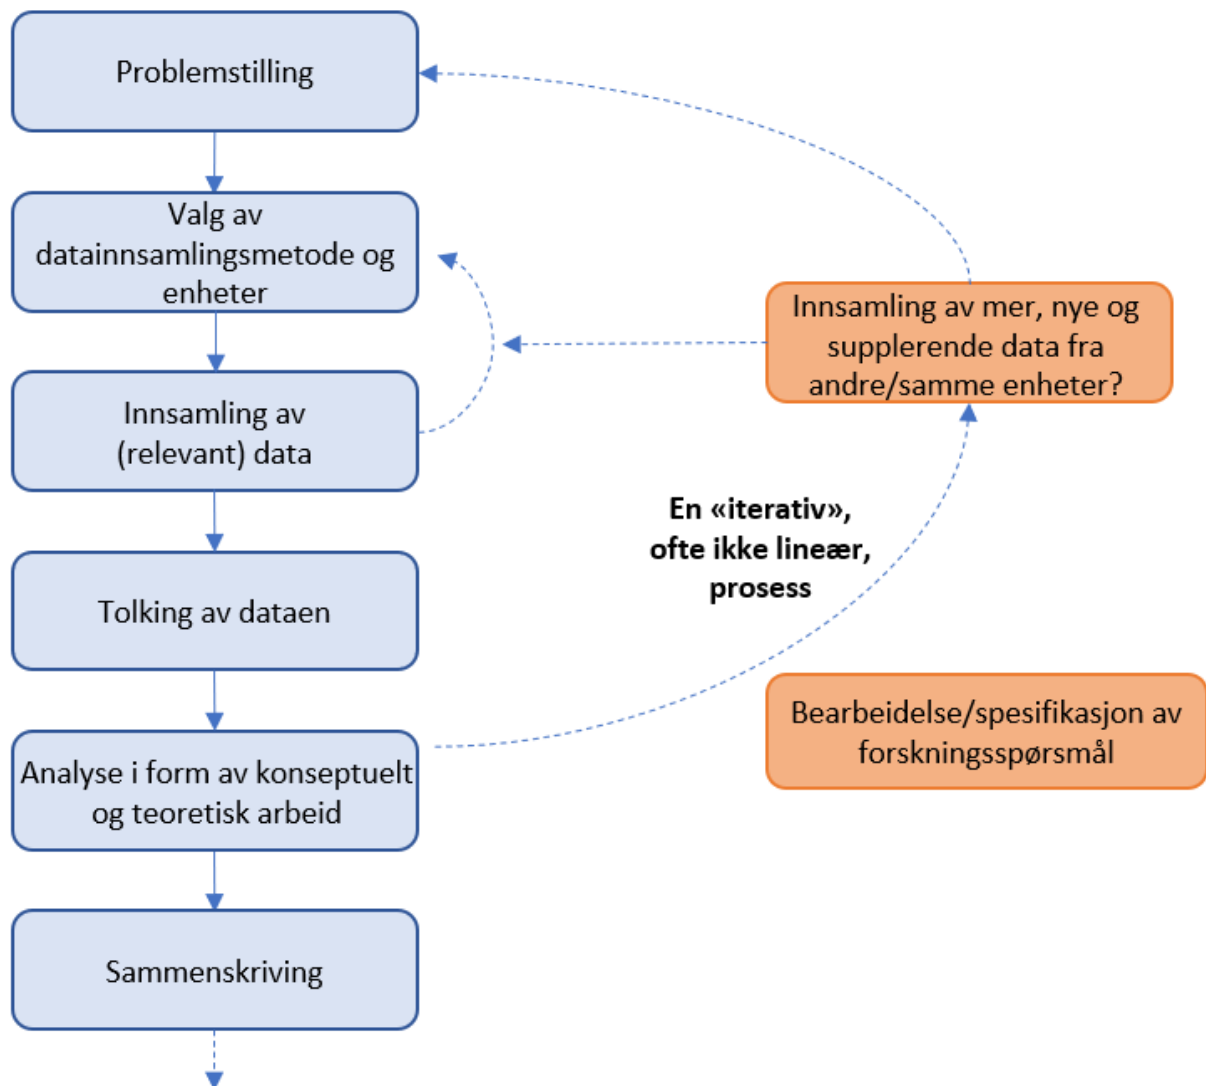 Problemstilling
Valg av
datainnsamlingsmetode og
enheter
Innsamling av
(relevant) data
Tolking av dataen
Analyse i form av konseptuelt
og teoretisk arbeid
Sammenskriving
Innsamling av mer, nye og
supplerende data fra
andre/samme enheter?
En «iterativ»,
ofte ikke lineær,
prosess
Bearbeidelse/spesifikasjon av
forskningsspørsmål